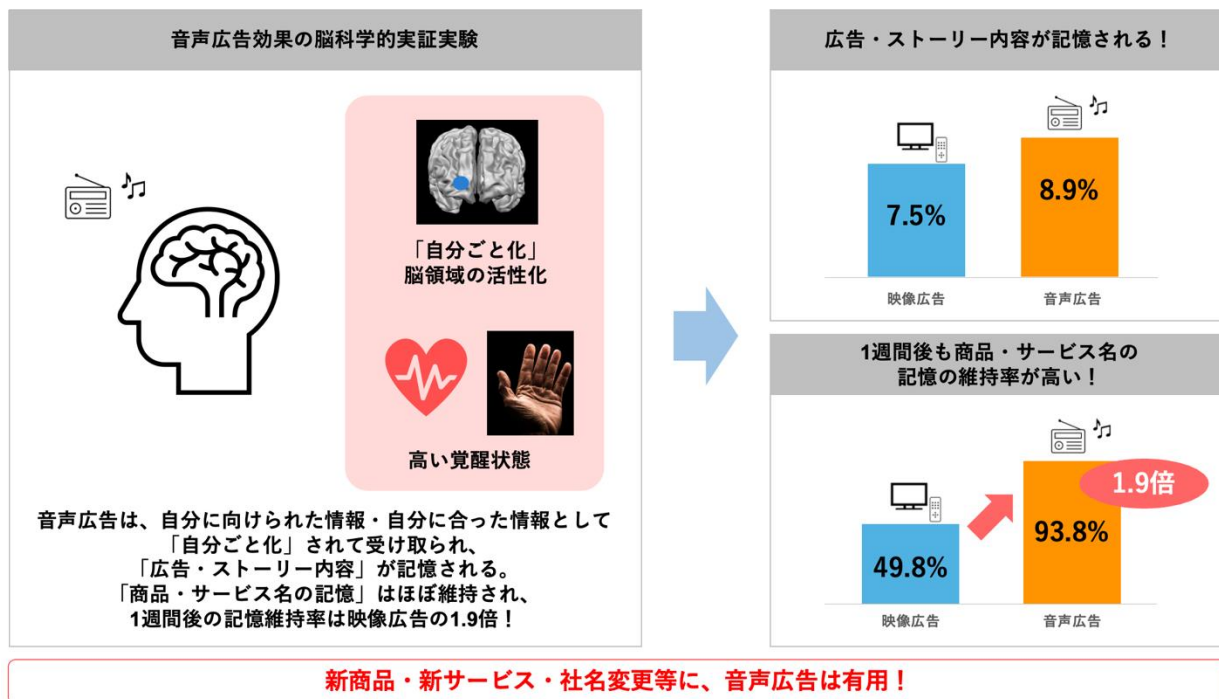 音声広告効果の脳科学的実証実験
「自分ごと化」
脳領域の活性化
高い覚醒状態
音声広告は、自分に向けられた情報・自分に合った情報として
「自分ごと化」されて受け取られ、
「広告・ストーリー内容」が記憶される。
「商品・サービス名の記憶」はほぼ維持され、
1週間後の記憶維持率は映像広告の1.9倍！
広告・ストーリー内容が記憶される！
7.5%
8.9%
映像広告
音声広告
1週間後も商品・サービス名の
記憶の維持率が高い！
1.9倍
49.8%
93.8%
映像広告
音声広告
新商品・新サービス・社名変更等に、音声広告は有用！